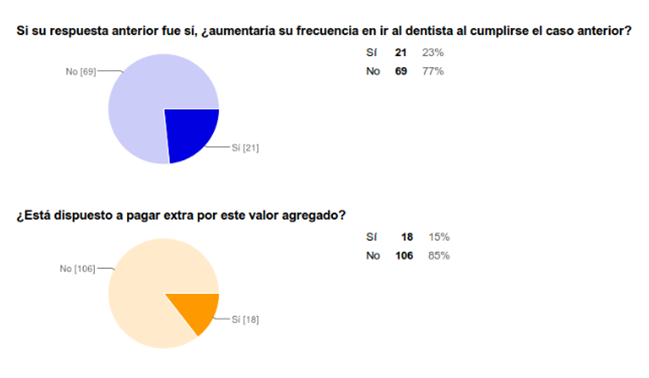 Si su respuesta anterior fue sí, ¿aumentaría su frecuencia en ir al dentista al cumplirse el caso anterior?
No [69]
Sí [21]
Sí 21 23%
No 69 77%
¿Está dispuesto a pagar extra por este valor agregado?
No [106]
Sí [18]
Sí 18 15%
No 106 85%